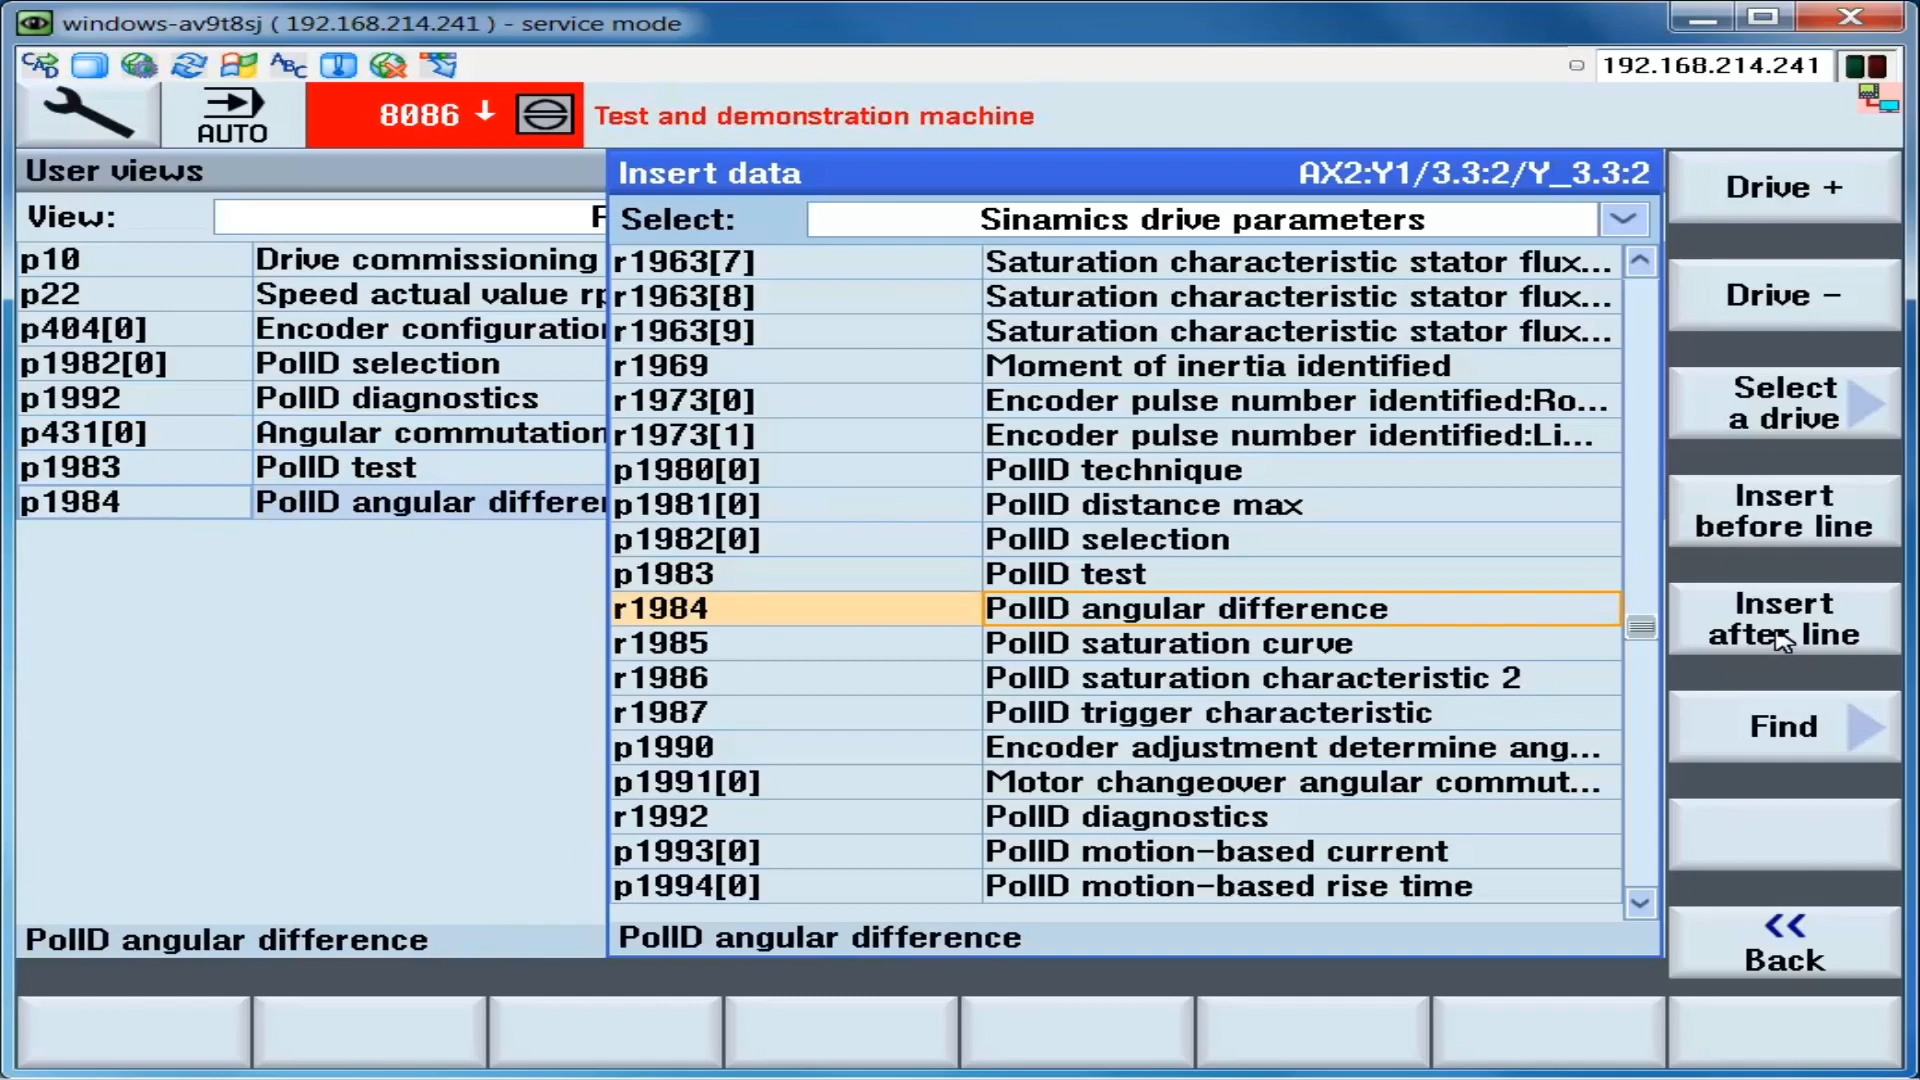 windows-av9t8sj ( 192.168.214.241 ) - service mode
CAD
ABC
192.168.214.241
AUTO
8086 ↓
Test and demonstration machine
User views
View:
p10 Drive commissioning
p22 Speed actual value rp
p404[0] Encoder configuration
p1982[0] PolID selection
p1992 PolID diagnostics
p431[0] Angular commutation
p1983 PolID test
p1984 PolID angular differe
PolID angular difference
Insert data AX2:Y1/3.3:2/Y_3.3:2
Select: Sinamics drive parameters
r1963[7] Saturation characteristic stator flux...
r1963[8] Saturation characteristic stator flux...
r1963[9] Saturation characteristic stator flux...
r1969 Moment of inertia identified
r1973[0] Encoder pulse number identified:Ro...
r1973[1] Encoder pulse number identified:Li...
p1980[0] PolID technique
p1981[0] PolID distance max
p1982[0] PolID selection
p1983 PolID test
r1984 PolID angular difference
r1985 PolID saturation curve
r1986 PolID saturation characteristic 2
r1987 PolID trigger characteristic
p1990 Encoder adjustment determine ang...
p1991[0] Motor changeover angular commut...
r1992 PolID diagnostics
p1993[0] PolID motion-based current
p1994[0] PolID motion-based rise time
PolID angular difference
Drive +
Drive -
Select
a drive
Insert
before line
Insert
after line
Find
<<
Back